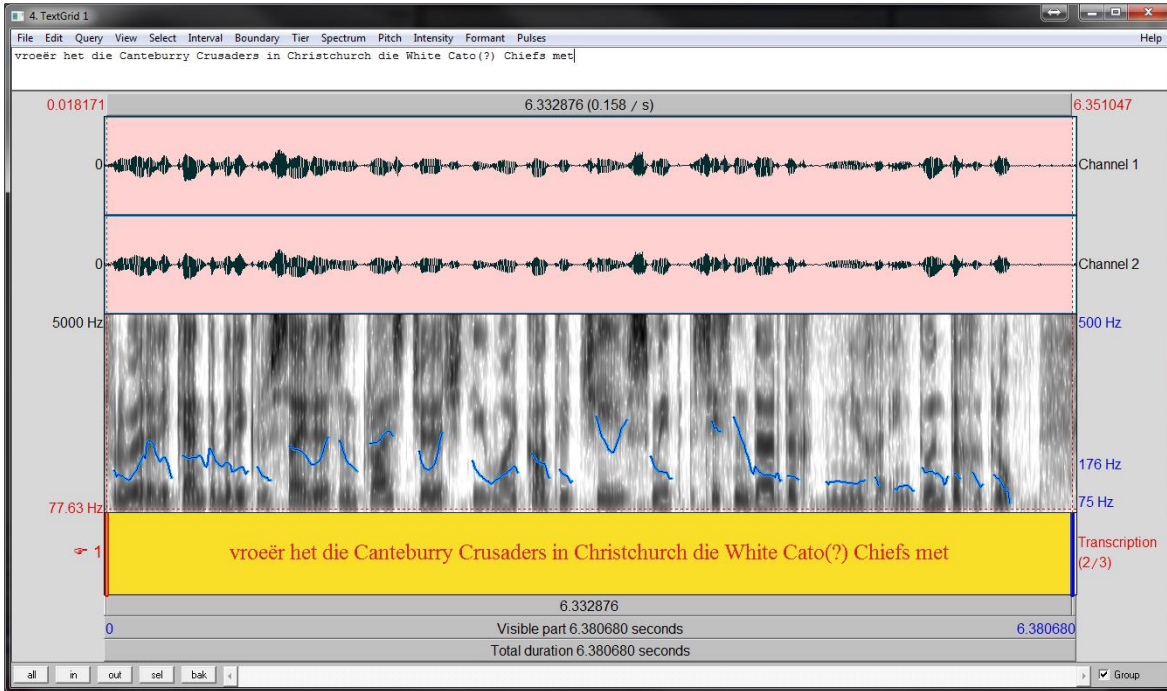 4. TextGrid 1
File Edit Query View Select Interval Boundary Tier Spectrum Pitch Intensity Formant Pulses Help
vroeër het die Canteburry Crusaders in Christchurch die White Cato(?) Chiefs met
0.018171 6.332876 (0.158 / s) 6.351047
0 Channel 1
0 Channel 2
5000 Hz 500 Hz
176 Hz
77.63 Hz 75 Hz
1 vroeër het die Canteburry Crusaders in Christchurch die White Cato(?) Chiefs met Transcription
(2/3)
6.332876
0 Visible part 6.380680 seconds 6.380680
Total duration 6.380680 seconds
all in out sel bak Group